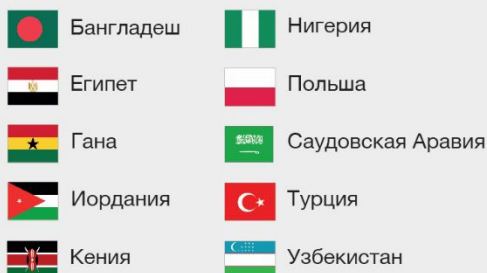 Бангладеш
Египет
Гана
Иордания
Кения
Нигерия
Польша
Саудовская Аравия
Турция
Узбекистан